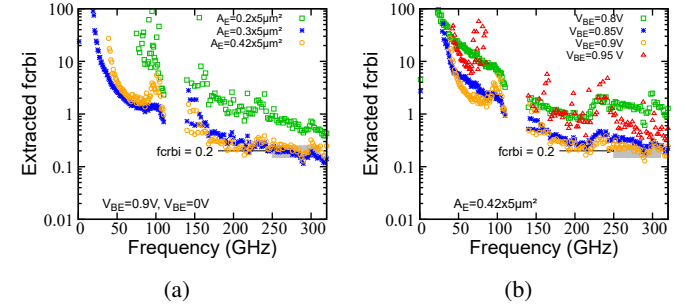 Extracted fcrbi
100
10
1
0.1
0.01
A_E=0.2x5µm²
A_E=0.3x5µm²
A_E=0.42x5µm²
fcrbi = 0.2
V_BE=0.9V, V_BE=0V
0 50 100 150 200 250 300
Frequency (GHz)
(a)
Extracted fcrbi
100
10
1
0.1
0.01
V_BE=0.8V
V_BE=0.85V
V_BE=0.9V
V_BE=0.95 V
fcrbi = 0.2
A_E=0.42x5µm²
0 50 100 150 200 250 300
Frequency (GHz)
(b)